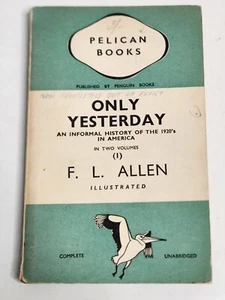 PELICAN
BOOKS
PUBLISHED BY PENGUIN BOOKS
ONLY
YESTERDAY
AN INFORMAL HISTORY OF THE 1920's
IN AMERICA
IN TWO VOLUMES
(I)
F. L. ALLEN
ILLUSTRATED
COMPLETE UNABRIDGED